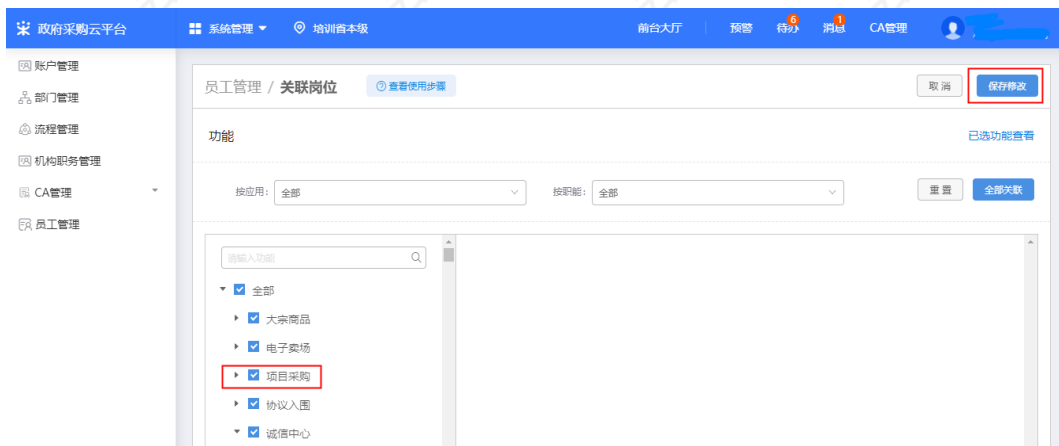 政府采购云平台 系统管理 培训省本级 前台大厅 预警 待办 6 消息 1 CA管理
账户管理
部门管理
流程管理
机构职务管理
CA管理
员工管理
员工管理 / 关联岗位 查看使用步骤 取消 保存修改
功能 已选功能查看
按应用: 全部 按职能: 全部 重置 全部关联
请输入功能
全部
大宗商品
电子卖场
项目采购
协议入围
诚信中心